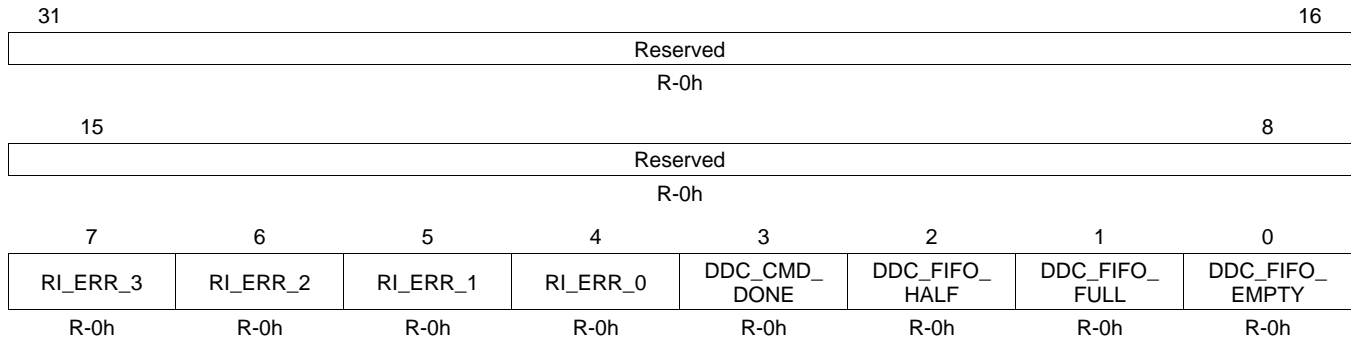 31 16
Reserved
R-0h
15 8
Reserved
R-0h
7 6 5 4 3 2 1 0
RI_ERR_3 RI_ERR_2 RI_ERR_1 RI_ERR_0 DDC_CMD_ DONE DDC_FIFO_ HALF DDC_FIFO_ FULL DDC_FIFO_ EMPTY
R-0h R-0h R-0h R-0h R-0h R-0h R-0h R-0h